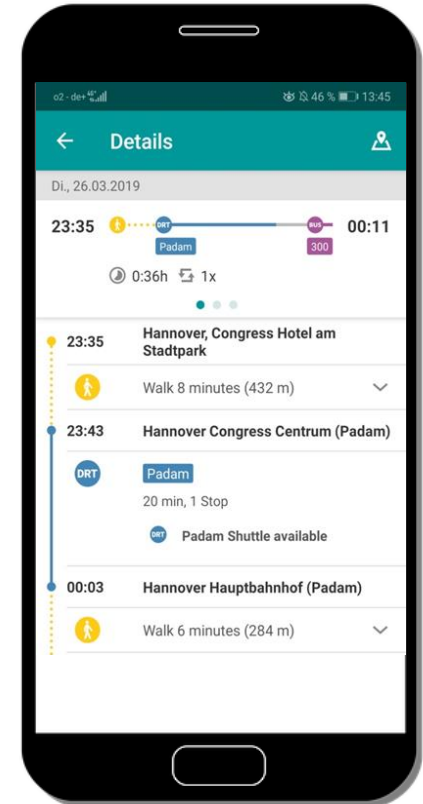 o2 - de+ 46% 13:45
Details
Di., 26.03.2019
23:35 DRT BUS 00:11
Padam 300
0:36h 1x
23:35 Hannover, Congress Hotel am
Stadtpark
Walk 8 minutes (432 m)
23:43 Hannover Congress Centrum (Padam)
DRT Padam
20 min, 1 Stop
DRT Padam Shuttle available
00:03 Hannover Hauptbahnhof (Padam)
Walk 6 minutes (284 m)